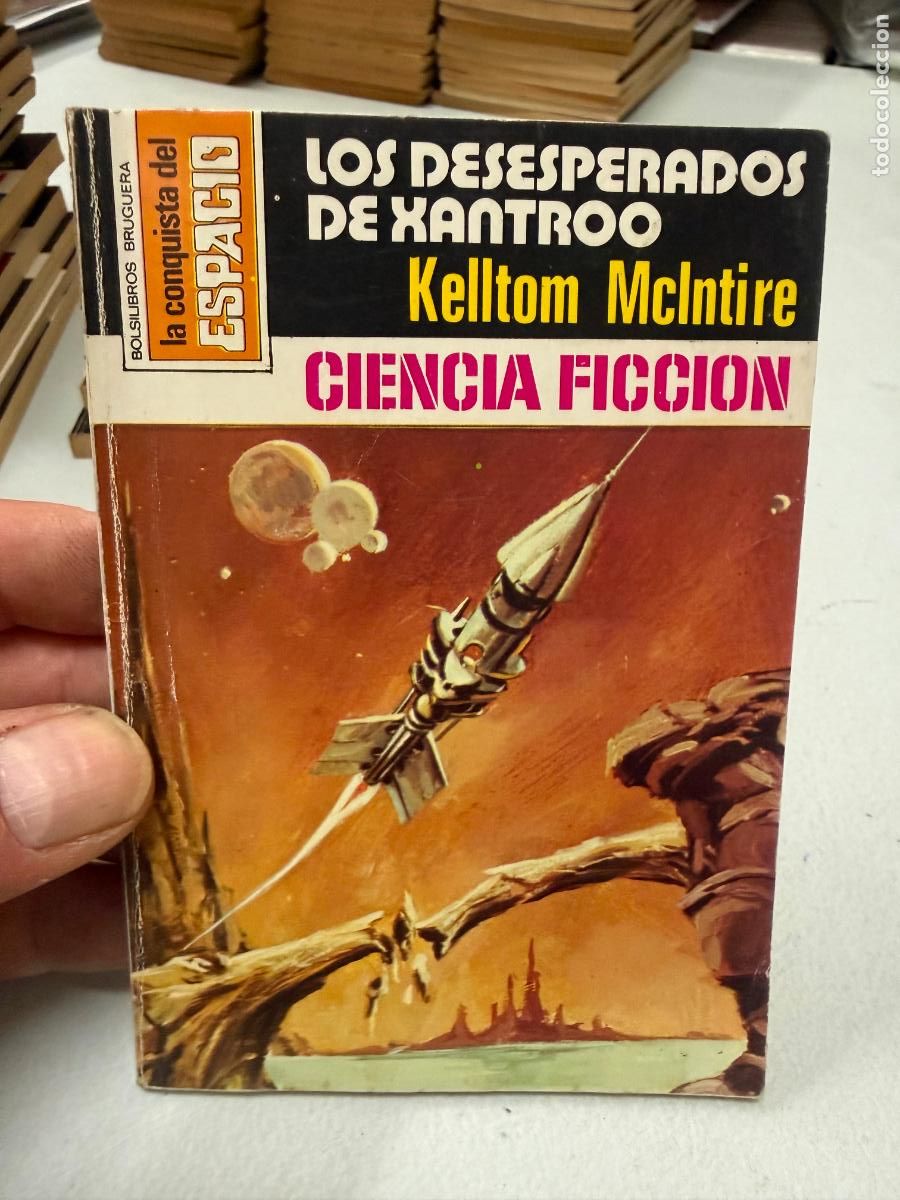 BOLSILIBROS BRUGUERA
la conquista del
ESPACIO
LOS DESESPERADOS
DE XANTROO
Kelltom McIntire
CIENCIA FICCION
todocoleccion